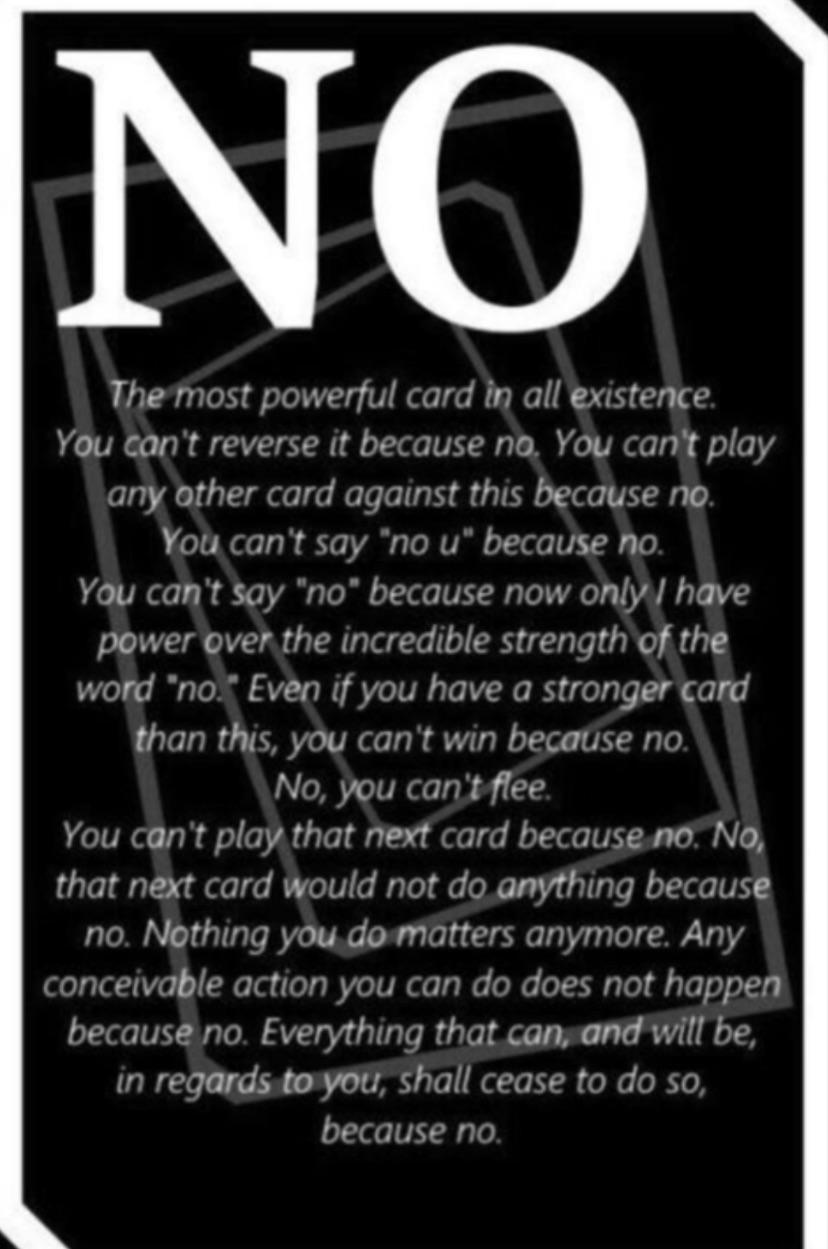 NO
The most powerful card in all existence.
You can't reverse it because no. You can't play
any other card against this because no.
You can't say "no u" because no.
You can't say "no" because now only I have
power over the incredible strength of the
word "no." Even if you have a stronger card
than this, you can't win because no.
No, you can't flee.
You can't play that next card because no. No,
that next card would not do anything because
no. Nothing you do matters anymore. Any
conceivable action you can do does not happen
because no. Everything that can, and will be,
in regards to you, shall cease to do so,
because no.